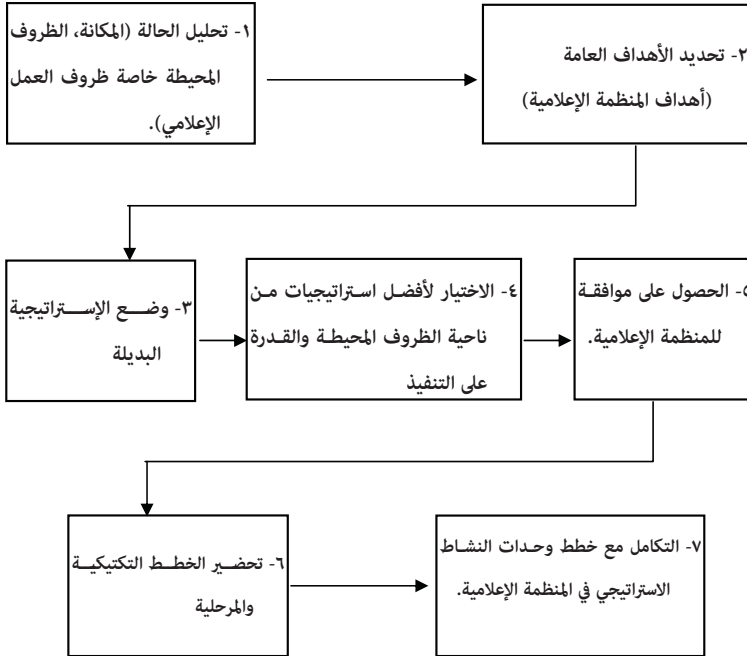 ١- تحليل الحالة (المكانة، الظروف
المحيطة خاصة ظروف العمل
الإعلامي).
٢- تحديد الأهداف العامة
(أهداف المنظمة الإعلامية)
٣- وضع الإستراتيجية
البديلة
٤- الاختيار لأفضل استراتيجيات من
ناحية الظروف المحيطة والقدرة
على التنفيذ
٥- الحصول على موافقة
للمنظمة الإعلامية.
٦- تحضير الخطط التكتيكية
والمرحلية
٧- التكامل مع خطط وحدات النشاط
الاستراتيجي في المنظمة الإعلامية.